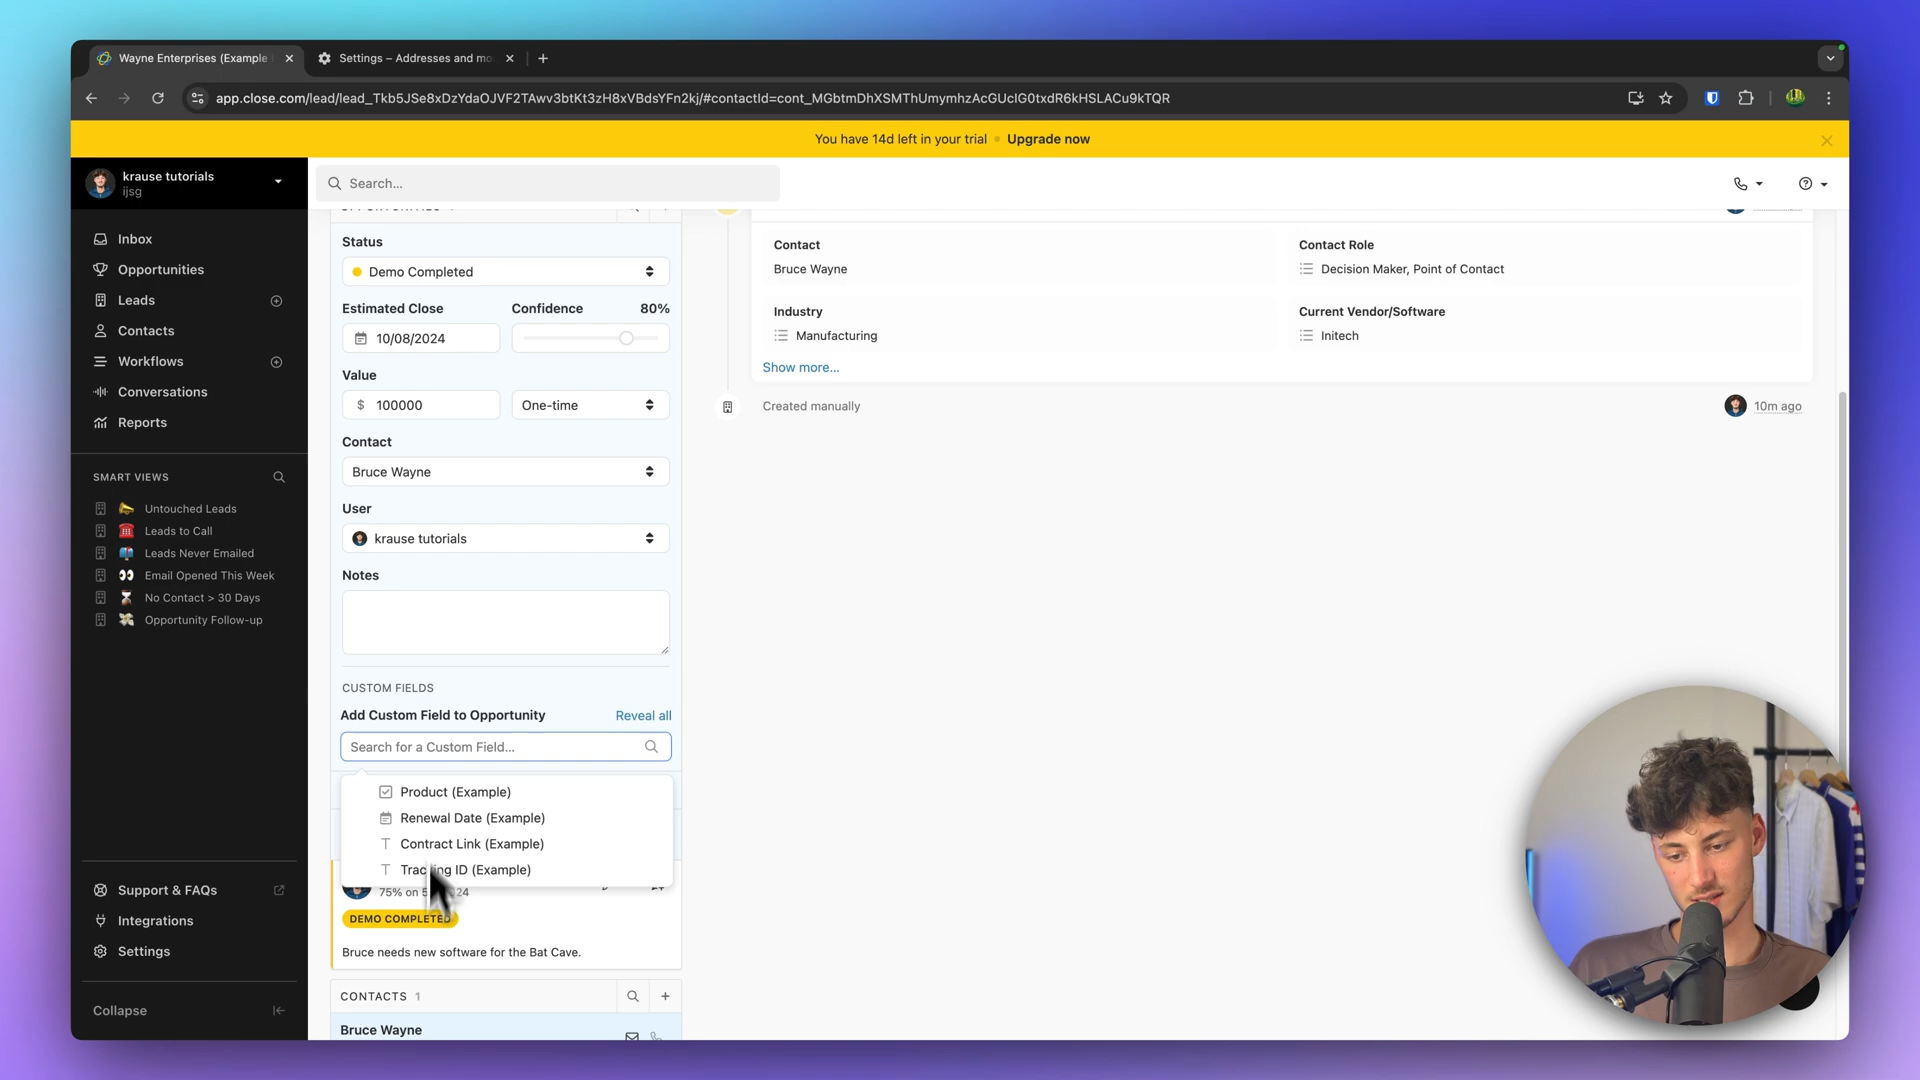 Wayne Enterprises (Example
Settings – Addresses and mo
app.close.com/lead/lead_Tkb5JSe8xDzYdaOJVF2TAwv3btKt3zH8xVBdsYFn2kj/#contactId=cont_MGbtmDhXSMThUmymhzAcGUclG0txdR6kHSLACu9kTQR
You have 14d left in your trial • Upgrade now
krause tutorials
ijsg
Search...
Inbox
Opportunities
Leads
Contacts
Workflows
Conversations
Reports
SMART VIEWS
Untouched Leads
Leads to Call
Leads Never Emailed
Email Opened This Week
No Contact > 30 Days
Opportunity Follow-up
Support & FAQs
Integrations
Settings
Collapse
Status
Demo Completed
Estimated Close
Confidence 80%
10/08/2024
Value
$ 100000
One-time
Contact
Bruce Wayne
User
krause tutorials
Notes
CUSTOM FIELDS
Add Custom Field to Opportunity
Reveal all
Search for a Custom Field...
Product (Example)
Renewal Date (Example)
Contract Link (Example)
Tracking ID (Example)
75% on
DEMO COMPLETED
Bruce needs new software for the Bat Cave.
CONTACTS 1
Bruce Wayne
Contact
Bruce Wayne
Contact Role
Decision Maker, Point of Contact
Industry
Manufacturing
Current Vendor/Software
Initech
Show more...
Created manually
10m ago